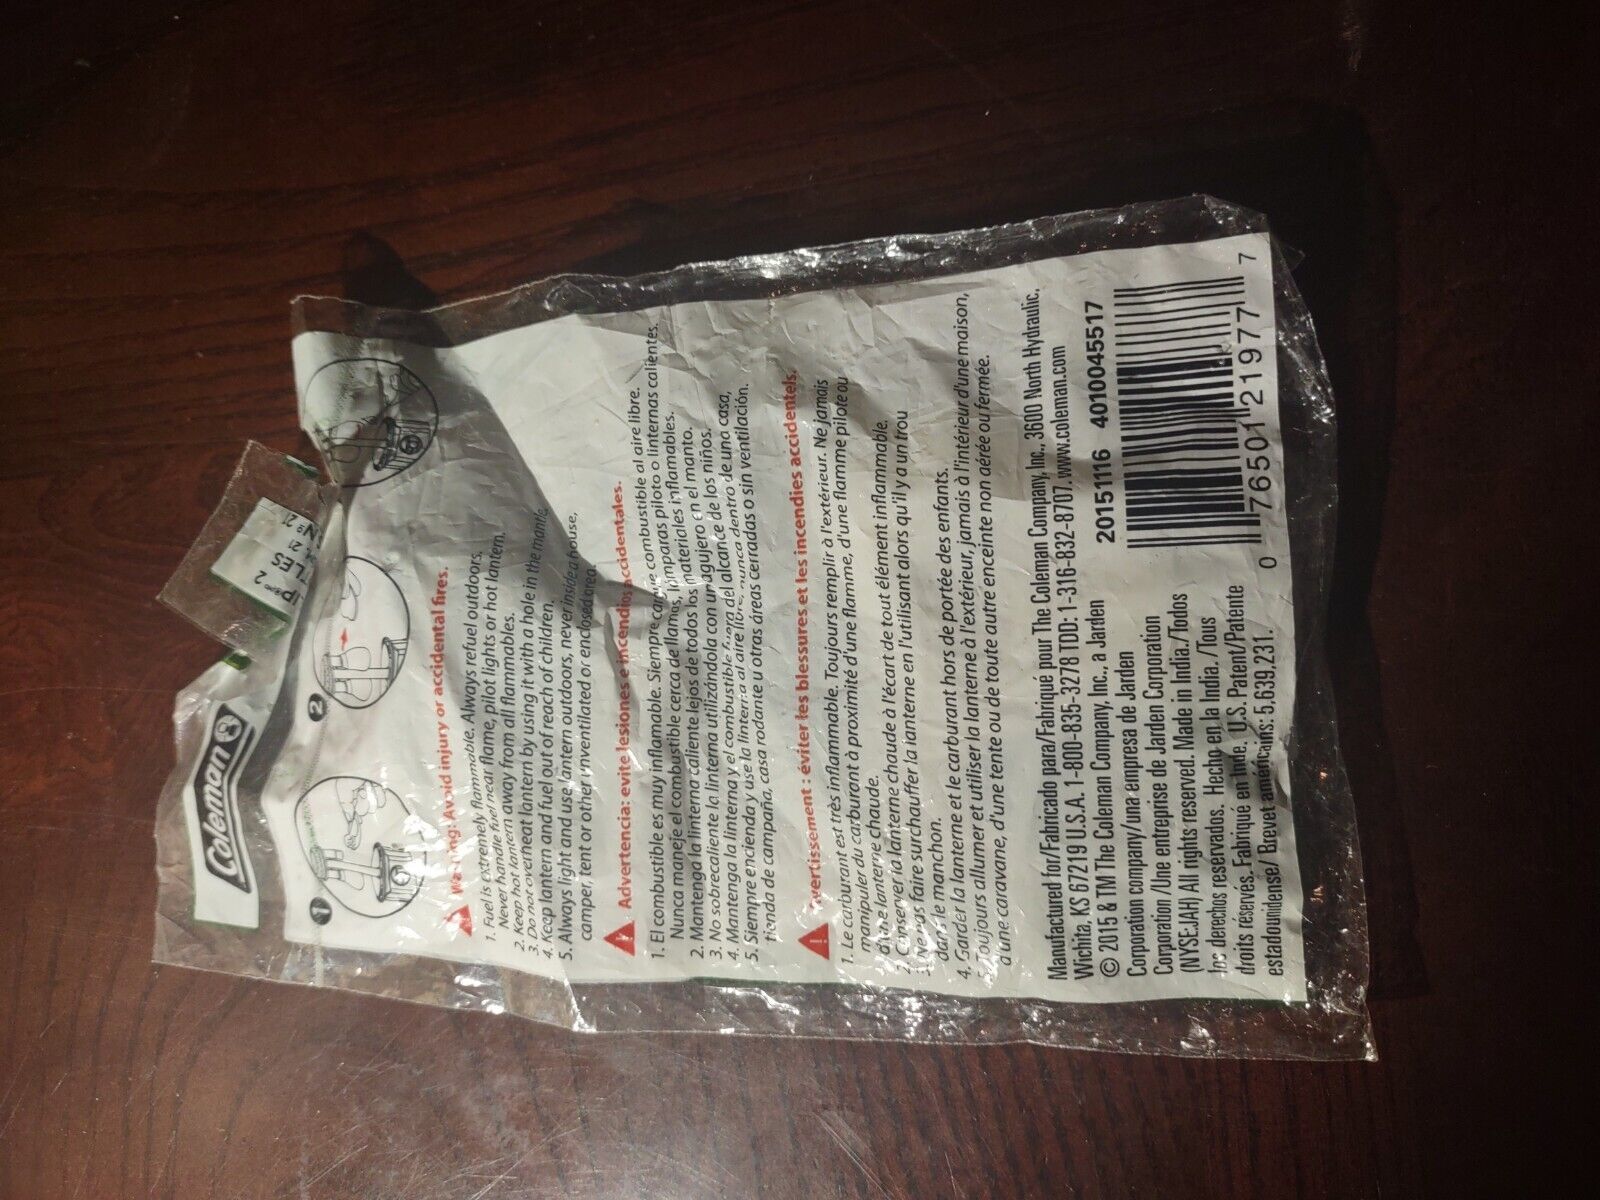 Coleman
2
TLES
Nº 21
1
2
Warning: Avoid injury or accidental fires.
1. Fuel is extremely flammable. Always refuel outdoors.
Never handle fuel near flame, pilot lights or hot lantern.
2. Keep hot lantern away from all flammables.
3. Do not overheat lantern by using it with a hole in the mantle.
4. Keep lantern and fuel out of reach of children.
5. Always light and use lantern outdoors, never inside a house,
camper, tent or other unventilated or enclosed area.
Advertencia: evite lesiones e incendios accidentales.
1. El combustible es muy inflamable. Siempre cargue combustible al aire libre.
Nunca maneje el combustible cerca de llamas, lámparas piloto o linternas calientes.
2. Mantenga la linterna caliente lejos de todos los materiales inflamables.
3. No sobrecaliente la linterna utilizándola con un agujero en el manto.
4. Mantenga la linterna y el combustible fuera del alcance de los niños.
5. Siempre encienda y use la linterna al aire libre, nunca dentro de una casa,
tienda de campaña, casa rodante u otras áreas cerradas o sin ventilación.
Avertissement : éviter les blessures et les incendies accidentels.
1. Le carburant est très inflammable. Toujours remplir à l'extérieur. Ne jamais
manipuler du carburant à proximité d'une flamme, d'une flamme pilote ou
d'une lanterne chaude.
2. Conserver la lanterne chaude à l'écart de tout élément inflammable.
ne pas faire surchauffer la lanterne en l'utilisant alors qu'il y a un trou
dans le manchon.
4. Garder la lanterne et le carburant hors de portée des enfants.
5. Toujours allumer et utiliser la lanterne à l'extérieur, jamais à l'intérieur d'une maison,
d'une caravane, d'une tente ou de toute autre enceinte non aérée ou fermée.
Manufactured for/Fabricado para/Fabriqué pour The Coleman Company, Inc., 3600 North Hydraulic,
Wichita, KS 67219 U.S.A. 1-800-835-3278 TDD: 1-316-832-8707. www.coleman.com
© 2015 & TM The Coleman Company, Inc., a Jarden
Corporation company/una empresa de Jarden
Corporation /Une entreprise de Jarden Corporation
(NYSE:JAH) All rights reserved. Made in India./Todos
los derechos reservados. Hecho en la India. /Tous
droits réservés. Fabriqué en Inde. U.S. Patent/Patente
estadounidense/ Brevet américains: 5,639,231.
20151116 4010045517
0 76501 21977 7